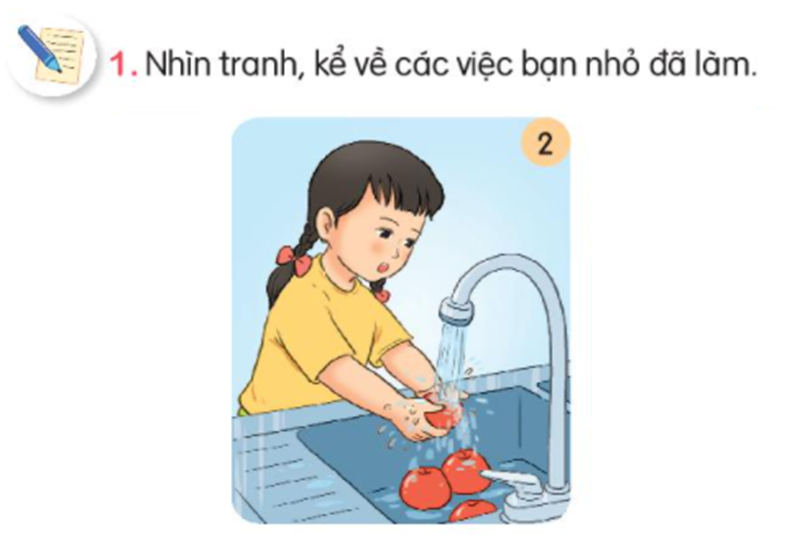 1. Nhìn tranh, kể về các việc bạn nhỏ đã làm.
2